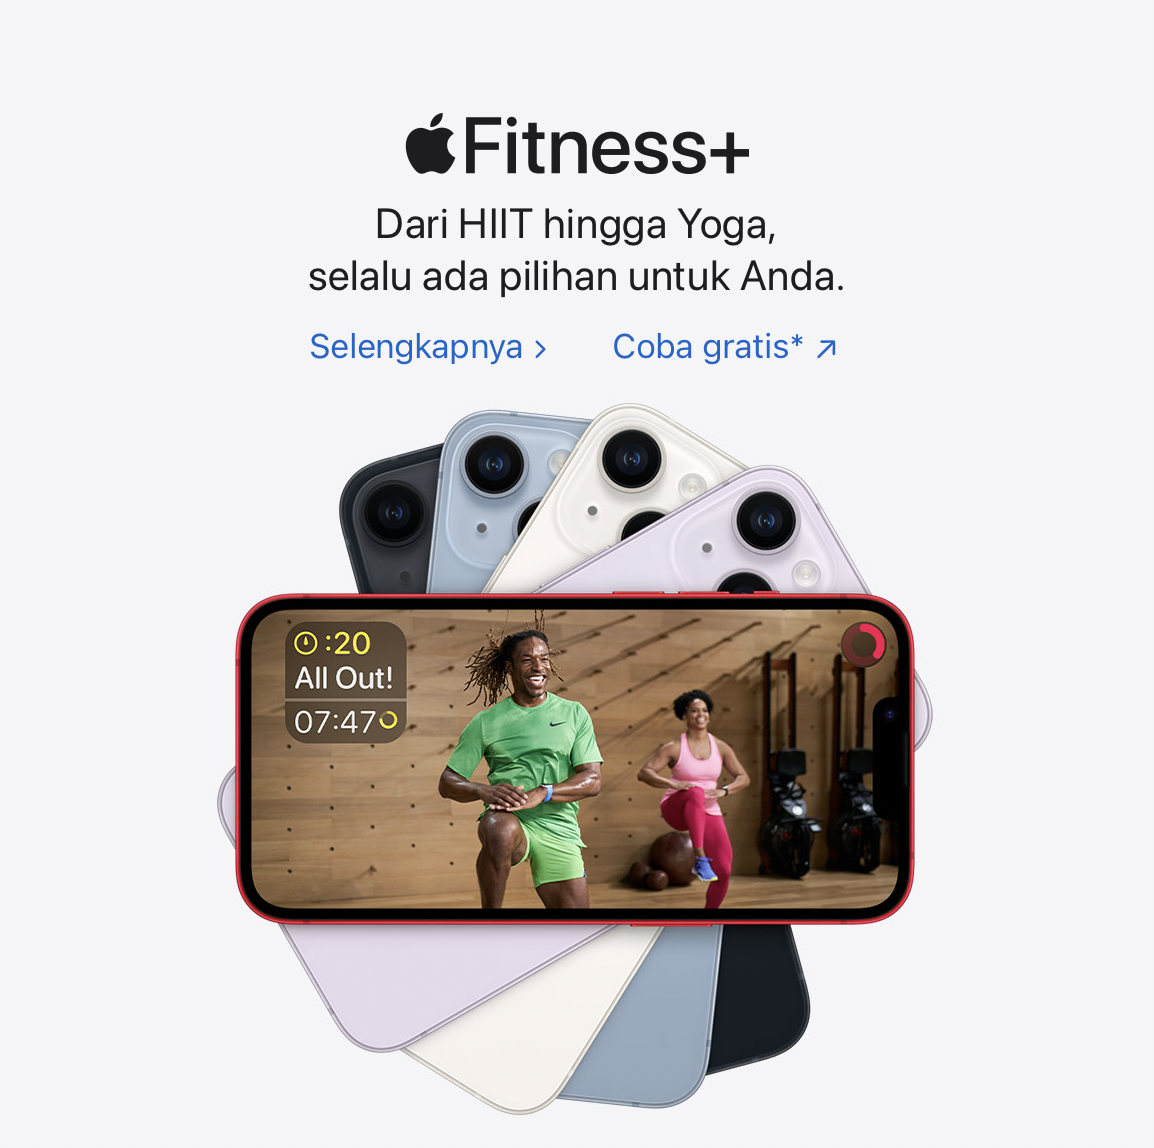 Fitness+
Dari HIIT hingga Yoga,
selalu ada pilihan untuk Anda.
Selengkapnya >
Coba gratis* ↗
:20
All Out!
07:47